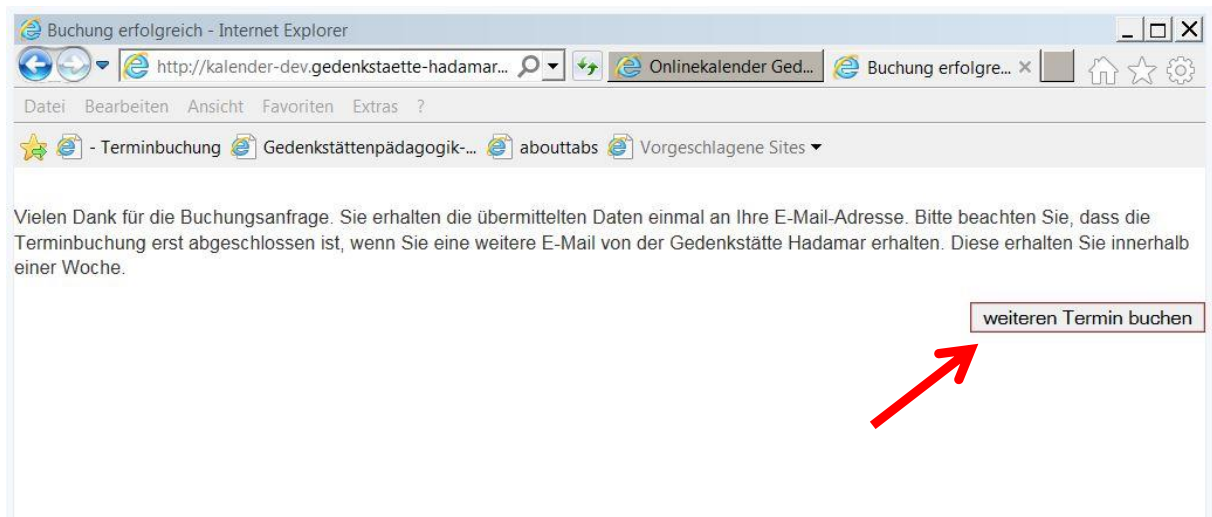 Buchung erfolgreich - Internet Explorer
http://kalender-dev.gedenkstaette-hadamar... Onlinekalender Ged... Buchung erfolgre...
Datei Bearbeiten Ansicht Favoriten Extras ?
- Terminbuchung Gedenkstättenpädagogik-... abouttabs Vorgeschlagene Sites
Vielen Dank für die Buchungsanfrage. Sie erhalten die übermittelten Daten einmal an Ihre E-Mail-Adresse. Bitte beachten Sie, dass die
Terminbuchung erst abgeschlossen ist, wenn Sie eine weitere E-Mail von der Gedenkstätte Hadamar erhalten. Diese erhalten Sie innerhalb
einer Woche.
weiteren Termin buchen